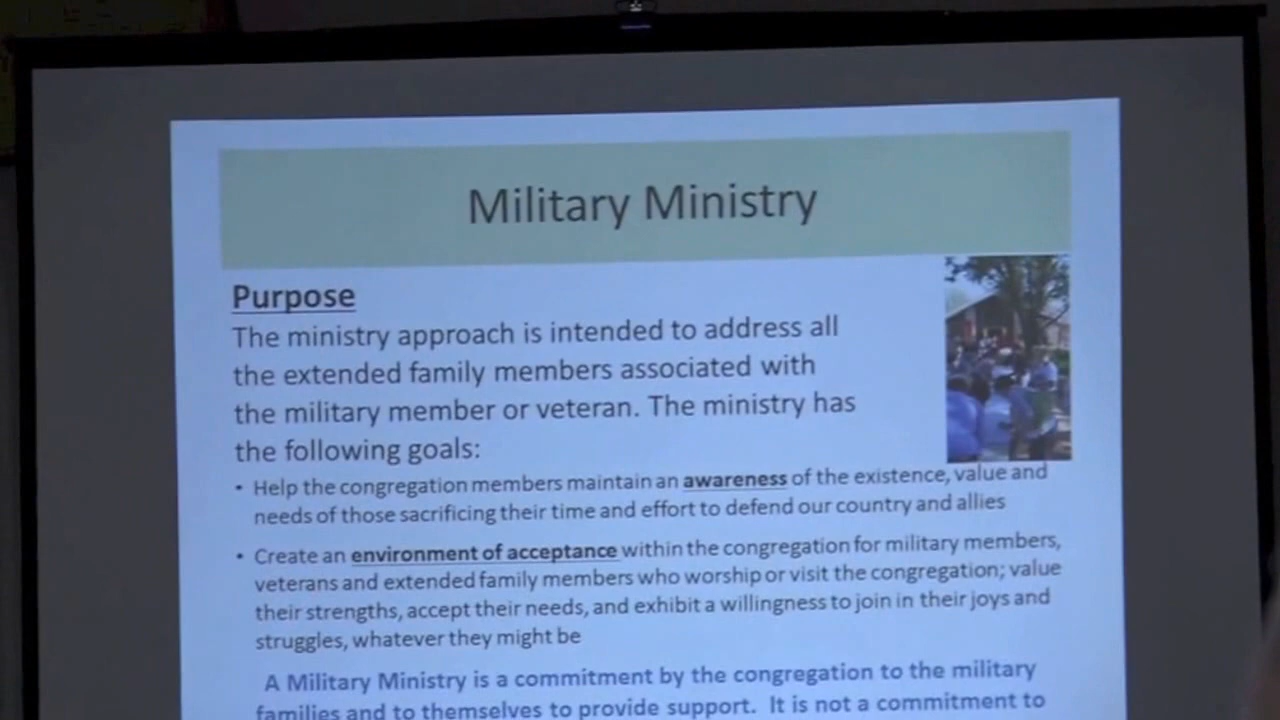 Military Ministry
Purpose
The ministry approach is intended to address all
the extended family members associated with
the military member or veteran. The ministry has
the following goals:
• Help the congregation members maintain an awareness of the existence, value and
needs of those sacrificing their time and effort to defend our country and allies
• Create an environment of acceptance within the congregation for military members,
veterans and extended family members who worship or visit the congregation; value
their strengths, accept their needs, and exhibit a willingness to join in their joys and
struggles, whatever they might be
A Military Ministry is a commitment by the congregation to the military
families and to themselves to provide support. It is not a commitment to